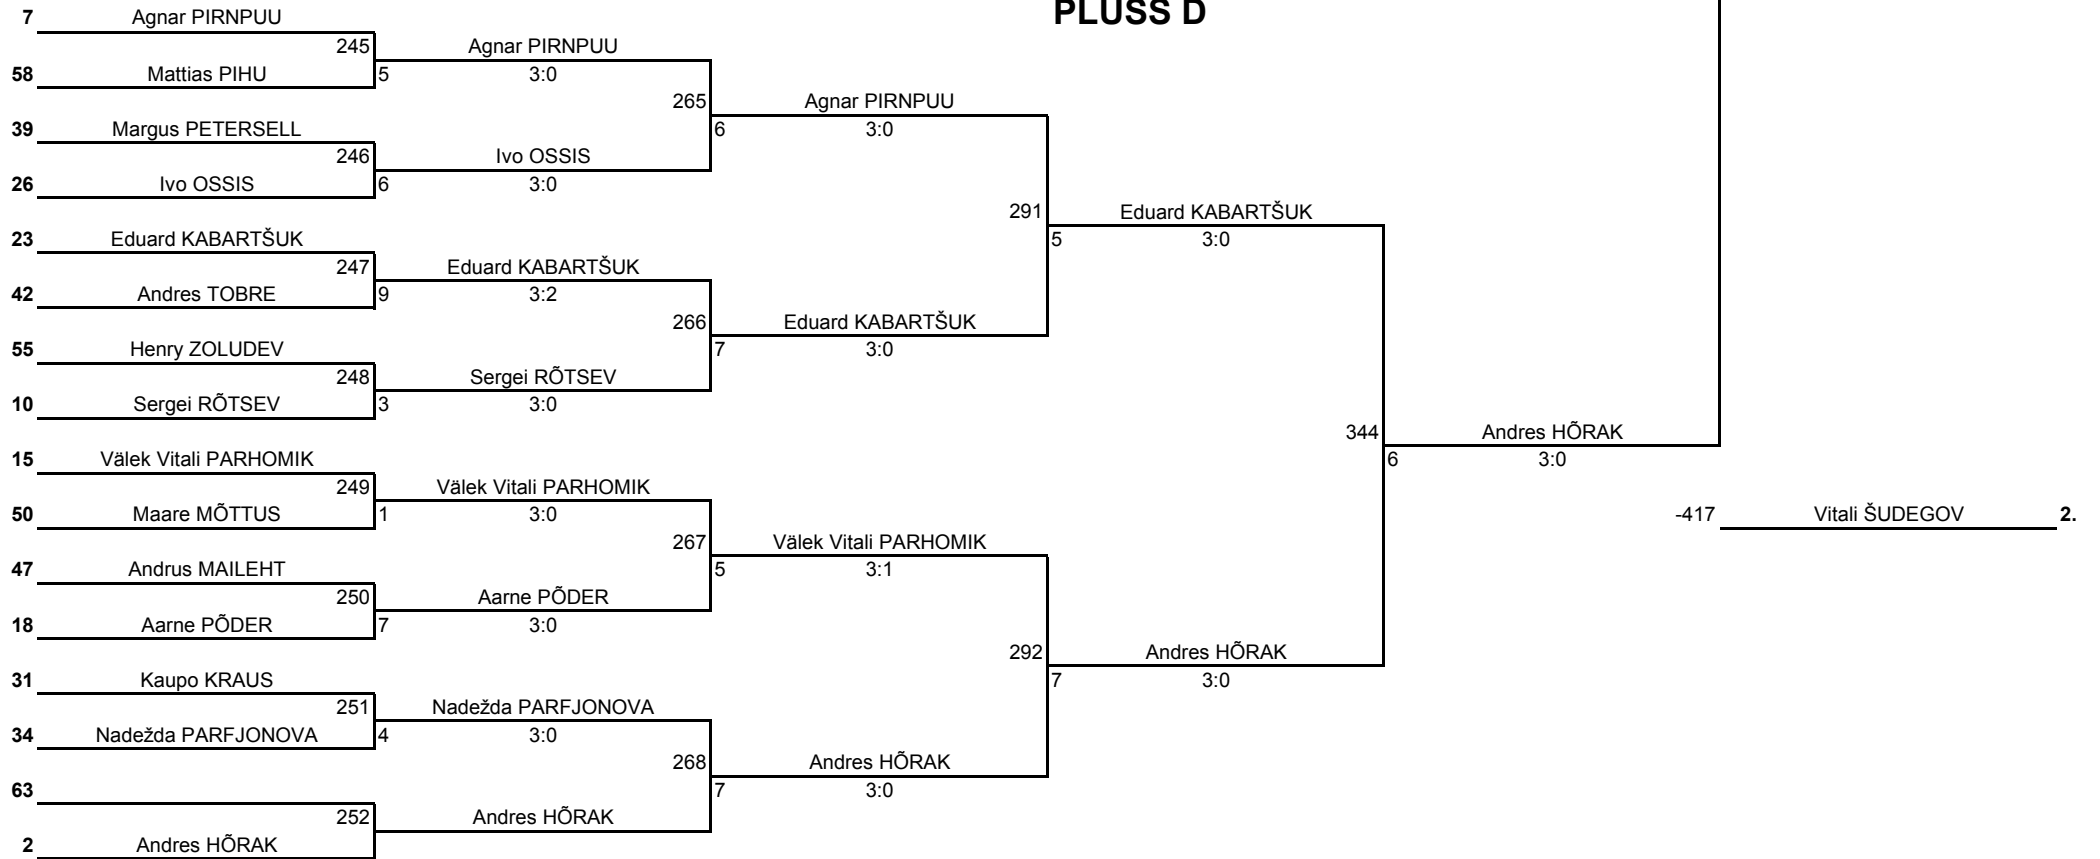 PLUSS D
7 Agnar PIRNPUU
245 Agnar PIRNPUU
58 Mattias PIHU 5 3:0
265 Agnar PIRNPUU
39 Margus PETERSELL 6 3:0
246 Ivo OSSIS
26 Ivo OSSIS 6 3:0
291 Eduard KABARTŠUK
23 Eduard KABARTŠUK 5 3:0
247 Eduard KABARTŠUK
42 Andres TOBRE 9 3:2
266 Eduard KABARTŠUK
55 Henry ZOLUDEV 7 3:0
248 Sergei RÕTSEV
10 Sergei RÕTSEV 3 3:0
344 Andres HÕRAK
15 Välek Vitali PARHOMIK 6 3:0
249 Välek Vitali PARHOMIK
50 Maare MÕTTUS 1 3:0 -417 Vitali ŠUDEGOV 2.
267 Välek Vitali PARHOMIK
47 Andrus MAILEHT 5 3:1
250 Aarne PÕDER
18 Aarne PÕDER 7 3:0
292 Andres HÕRAK
31 Kaupo KRAUS 7 3:0
251 Nadežda PARFJONOVA
34 Nadežda PARFJONOVA 4 3:0
268 Andres HÕRAK
63 7 3:0
252 Andres HÕRAK
2 Andres HÕRAK